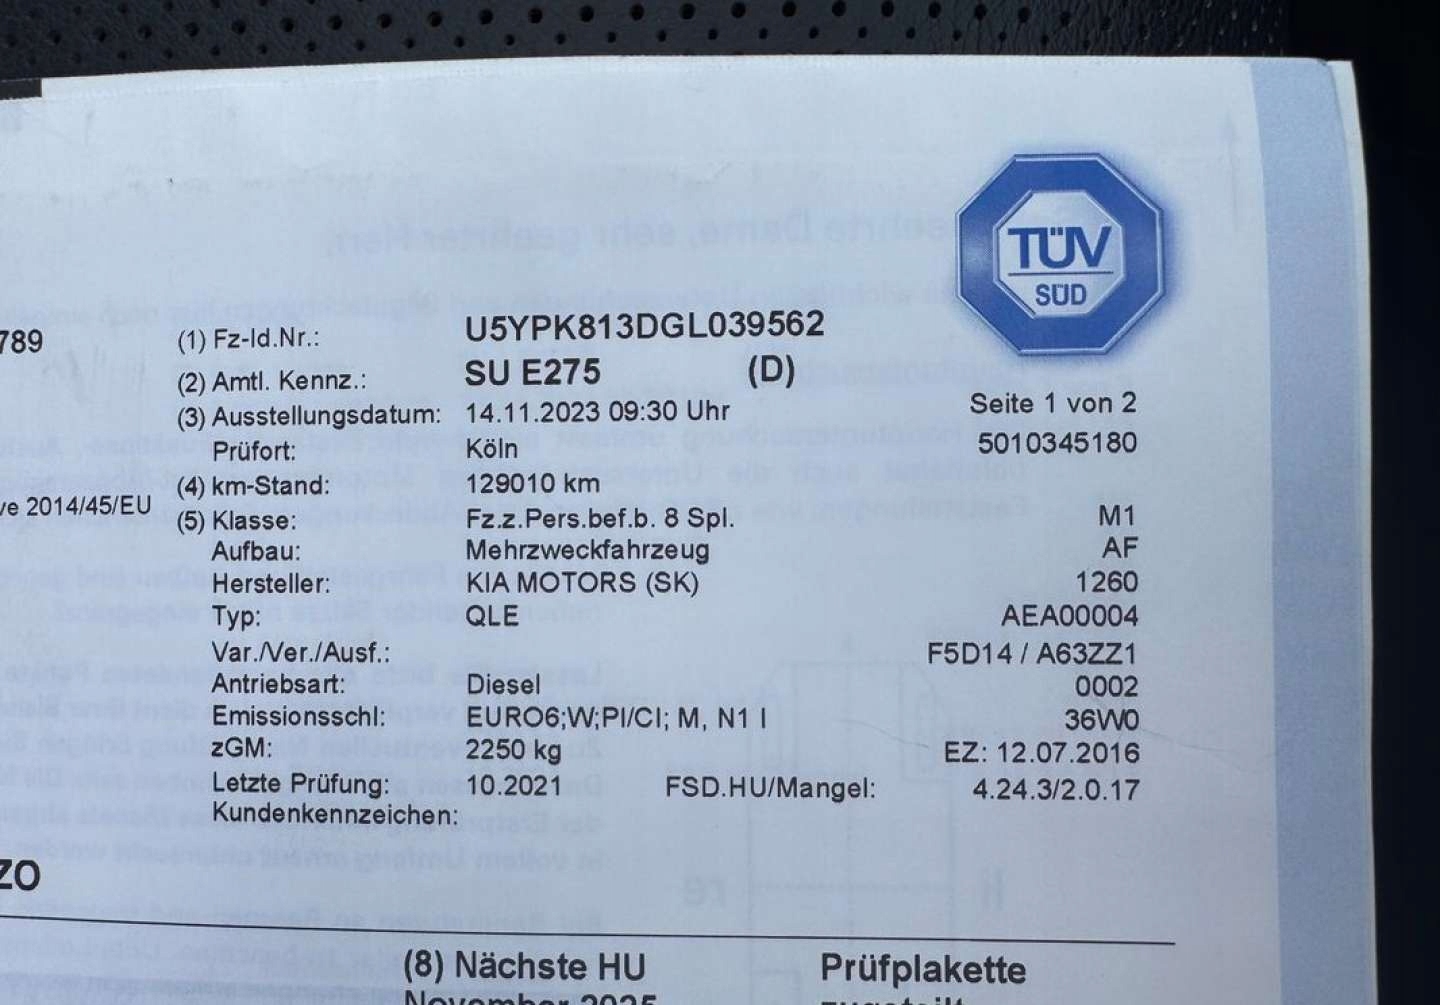 TÜV
SÜD
789 (1) Fz-Id.Nr.: U5YPK813DGL039562
(2) Amtl. Kennz.: SU E275 (D)
(3) Ausstellungsdatum: 14.11.2023 09:30 Uhr Seite 1 von 2
Prüfort: Köln 5010345180
ve 2014/45/EU (4) km-Stand: 129010 km
(5) Klasse: Fz.z.Pers.bef.b. 8 Spl. M1
Aufbau: Mehrzweckfahrzeug AF
Hersteller: KIA MOTORS (SK) 1260
Typ: QLE AEA00004
Var./Ver./Ausf.: F5D14 / A63ZZ1
Antriebsart: Diesel 0002
Emissionsschl: EURO6;W;PI/CI; M, N1 I 36W0
zGM: 2250 kg EZ: 12.07.2016
Letzte Prüfung: 10.2021 FSD.HU/Mangel: 4.24.3/2.0.17
Kundenkennzeichen:
ZO
(8) Nächste HU Prüfplakette
November 2025 zugeteilt